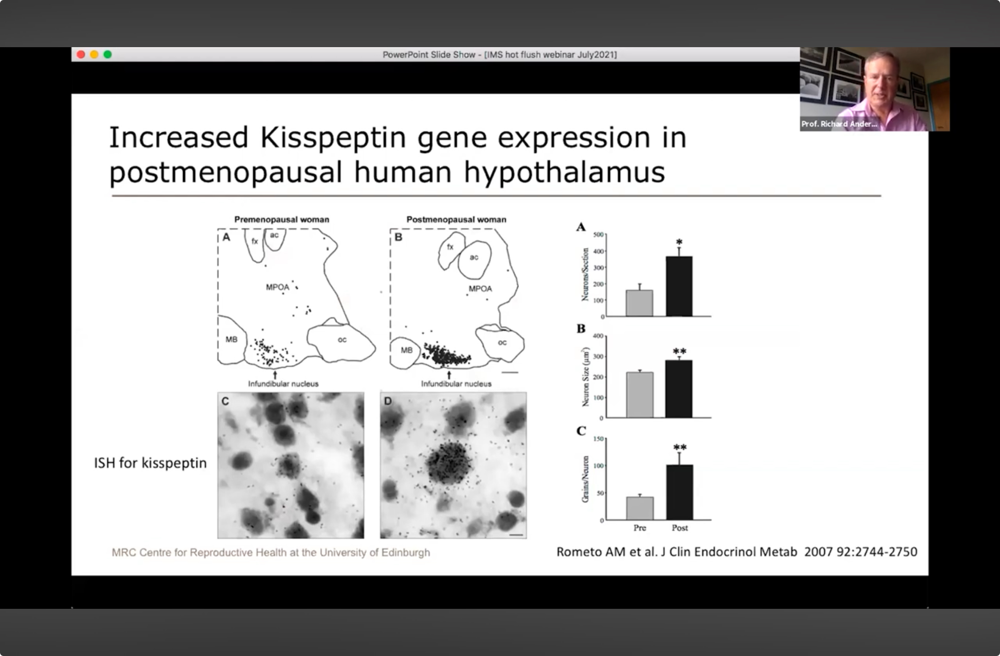 PowerPoint Slide Show - [IMS hot flush webinar July2021]
Prof. Richard Ander...
Increased Kisspeptin gene expression in
postmenopausal human hypothalamus
Premenopausal woman
A
fx
ac
MPOA
MB
oc
Infundibular nucleus
Postmenopausal woman
B
fx
ac
MPOA
MB
oc
Infundibular nucleus
C
D
ISH for kisspeptin
A
Neurons/Section
500
400
300
200
100
0
*
B
Neuron Size (µm²)
400
300
200
100
0
**
C
Grains/Neuron
150
100
50
0
**
Pre
Post
MRC Centre for Reproductive Health at the University of Edinburgh
Rometo AM et al. J Clin Endocrinol Metab 2007 92:2744-2750